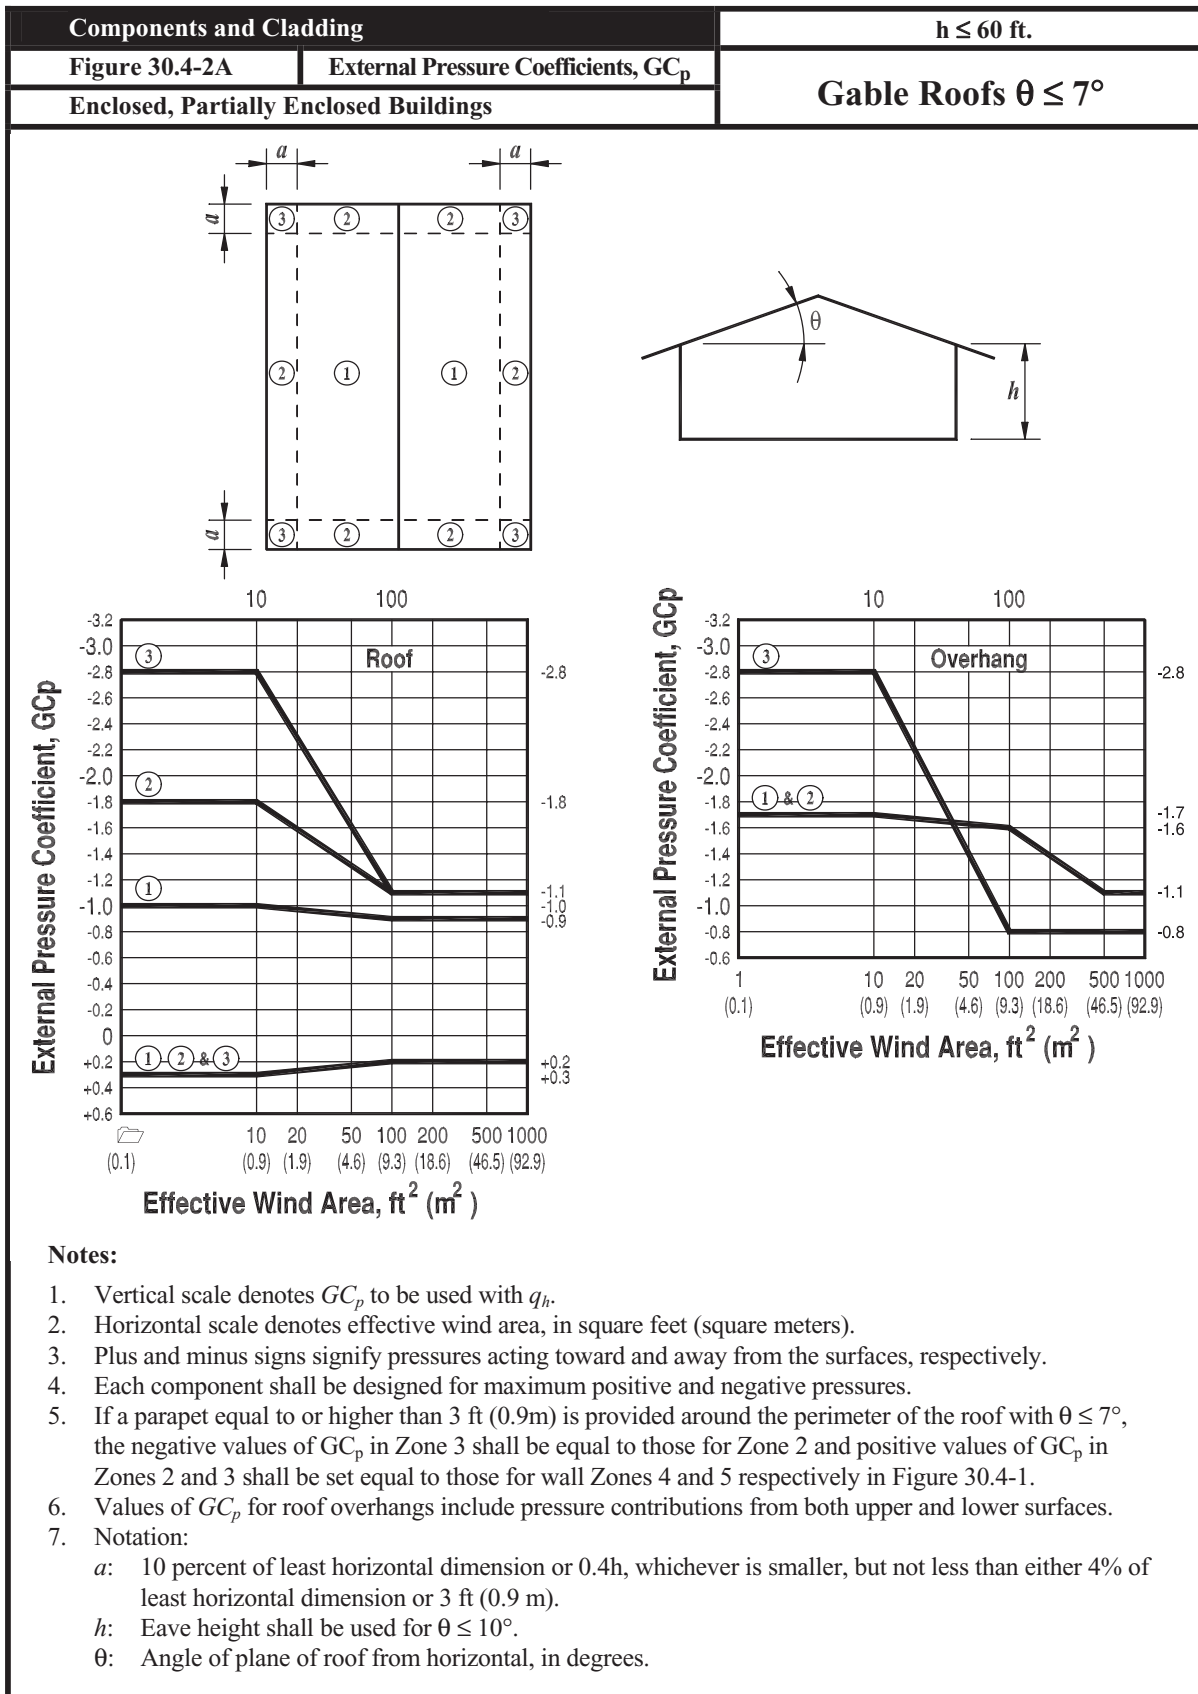 Components and Cladding
h ≤ 60 ft.
Figure 30.4-2A
External Pressure Coefficients, GCp
Gable Roofs θ ≤ 7°
Enclosed, Partially Enclosed Buildings
a a
a 3 2 2 3
2 1 1 2
a 3 2 2 3
θ
h
10 100
-3.2
-3.0
-2.8
-2.6
-2.4
-2.2
-2.0
-1.8
-1.6
-1.4
-1.2
-1.0
-0.8
-0.6
-0.4
-0.2
0
+0.2
+0.4
+0.6
External Pressure Coefficient, GCp
Roof
3
2
1
1 2 & 3
-2.8
-1.8
-1.1
-1.0
-0.9
+0.2
+0.3
10 20 50 100 200 500 1000
(0.1) (0.9) (1.9) (4.6) (9.3) (18.6) (46.5) (92.9)
Effective Wind Area, ft² (m²)
10 100
-3.2
-3.0
-2.8
-2.6
-2.4
-2.2
-2.0
-1.8
-1.6
-1.4
-1.2
-1.0
-0.8
-0.6
External Pressure Coefficient, GCp
Overhang
3
1 & 2
-2.8
-1.7
-1.6
-1.1
-0.8
1 10 20 50 100 200 500 1000
(0.1) (0.9) (1.9) (4.6) (9.3) (18.6) (46.5) (92.9)
Effective Wind Area, ft² (m²)
Notes:
1. Vertical scale denotes GCp to be used with qh.
2. Horizontal scale denotes effective wind area, in square feet (square meters).
3. Plus and minus signs signify pressures acting toward and away from the surfaces, respectively.
4. Each component shall be designed for maximum positive and negative pressures.
5. If a parapet equal to or higher than 3 ft (0.9m) is provided around the perimeter of the roof with θ ≤ 7°,
the negative values of GCp in Zone 3 shall be equal to those for Zone 2 and positive values of GCp in
Zones 2 and 3 shall be set equal to those for wall Zones 4 and 5 respectively in Figure 30.4-1.
6. Values of GCp for roof overhangs include pressure contributions from both upper and lower surfaces.
7. Notation:
a: 10 percent of least horizontal dimension or 0.4h, whichever is smaller, but not less than either 4% of
least horizontal dimension or 3 ft (0.9 m).
h: Eave height shall be used for θ ≤ 10°.
θ: Angle of plane of roof from horizontal, in degrees.